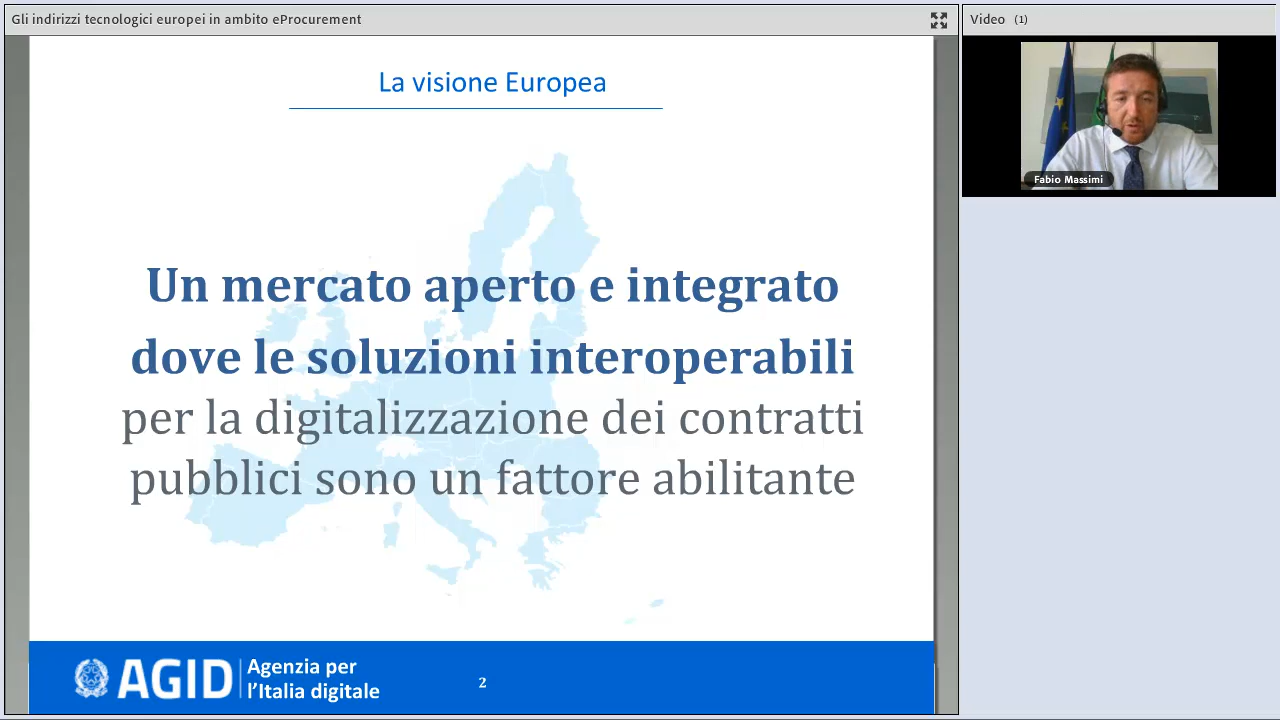 Gli indirizzi tecnologici europei in ambito eProcurement
Video (1)
La visione Europea
Fabio Massimi
Un mercato aperto e integrato
dove le soluzioni interoperabili
per la digitalizzazione dei contratti
pubblici sono un fattore abilitante
AGID
Agenzia per
l’Italia digitale
2